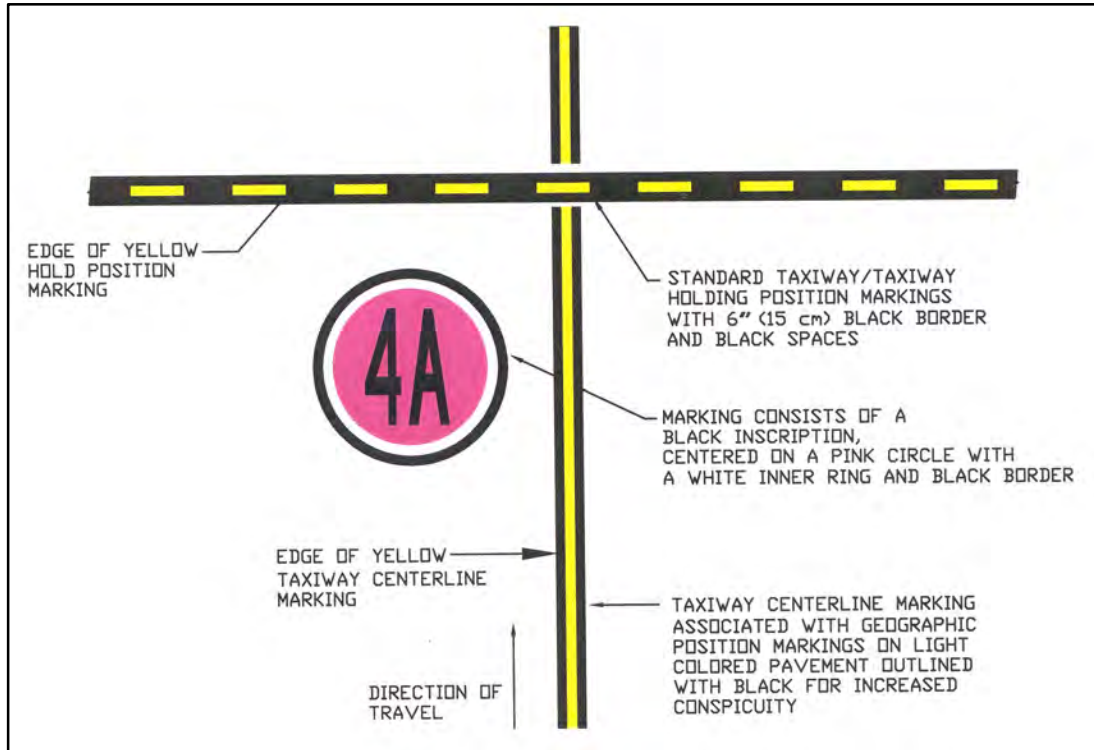 EDGE OF YELLOW
HOLD POSITION
MARKING
STANDARD TAXIWAY/TAXIWAY
HOLDING POSITION MARKINGS
WITH 6" (15 cm) BLACK BORDER
AND BLACK SPACES
4A
MARKING CONSISTS OF A
BLACK INSCRIPTION,
CENTERED ON A PINK CIRCLE WITH
A WHITE INNER RING AND BLACK BORDER
EDGE OF YELLOW
TAXIWAY CENTERLINE
MARKING
TAXIWAY CENTERLINE MARKING
ASSOCIATED WITH GEOGRAPHIC
POSITION MARKINGS ON LIGHT
COLORED PAVEMENT OUTLINED
WITH BLACK FOR INCREASED
CONSPICUITY
DIRECTION OF
TRAVEL